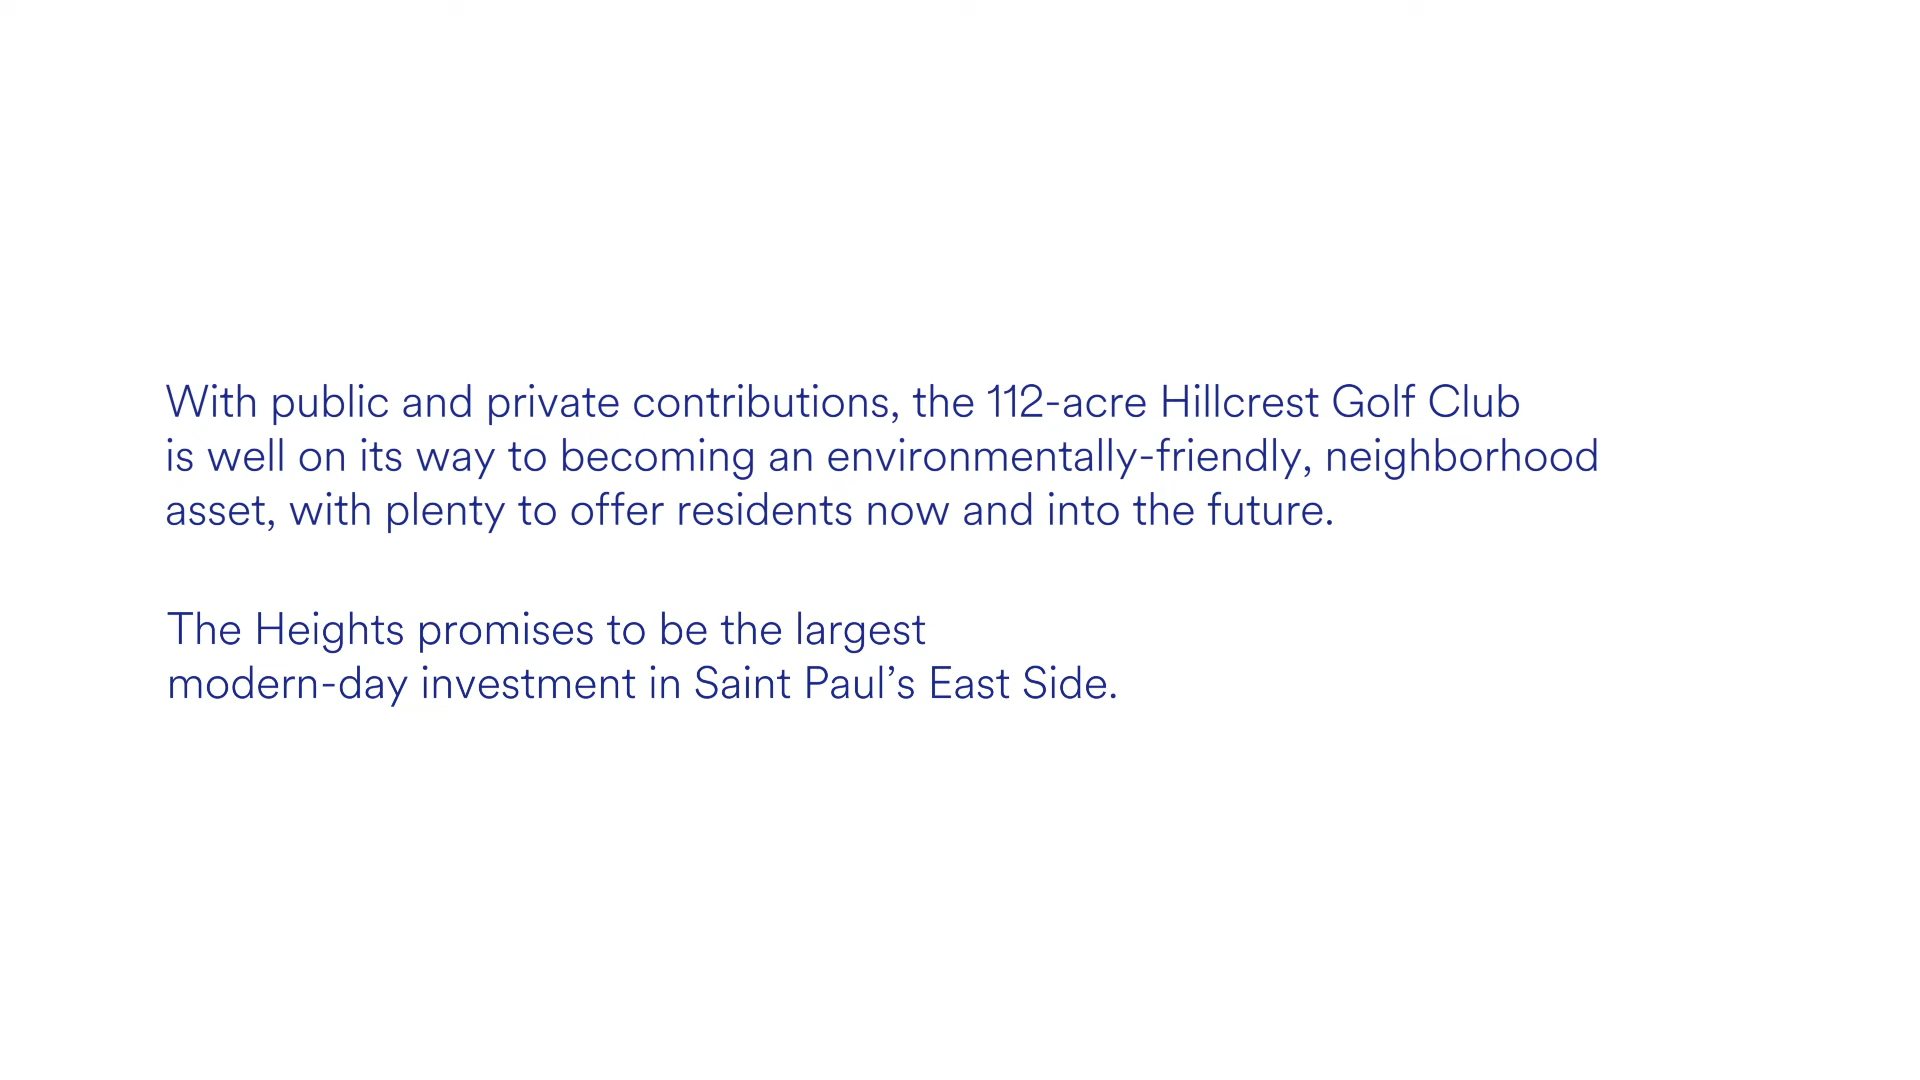 With public and private contributions, the 112-acre Hillcrest Golf Club
is well on its way to becoming an environmentally-friendly, neighborhood
asset, with plenty to offer residents now and into the future.
The Heights promises to be the largest
modern-day investment in Saint Paul’s East Side.